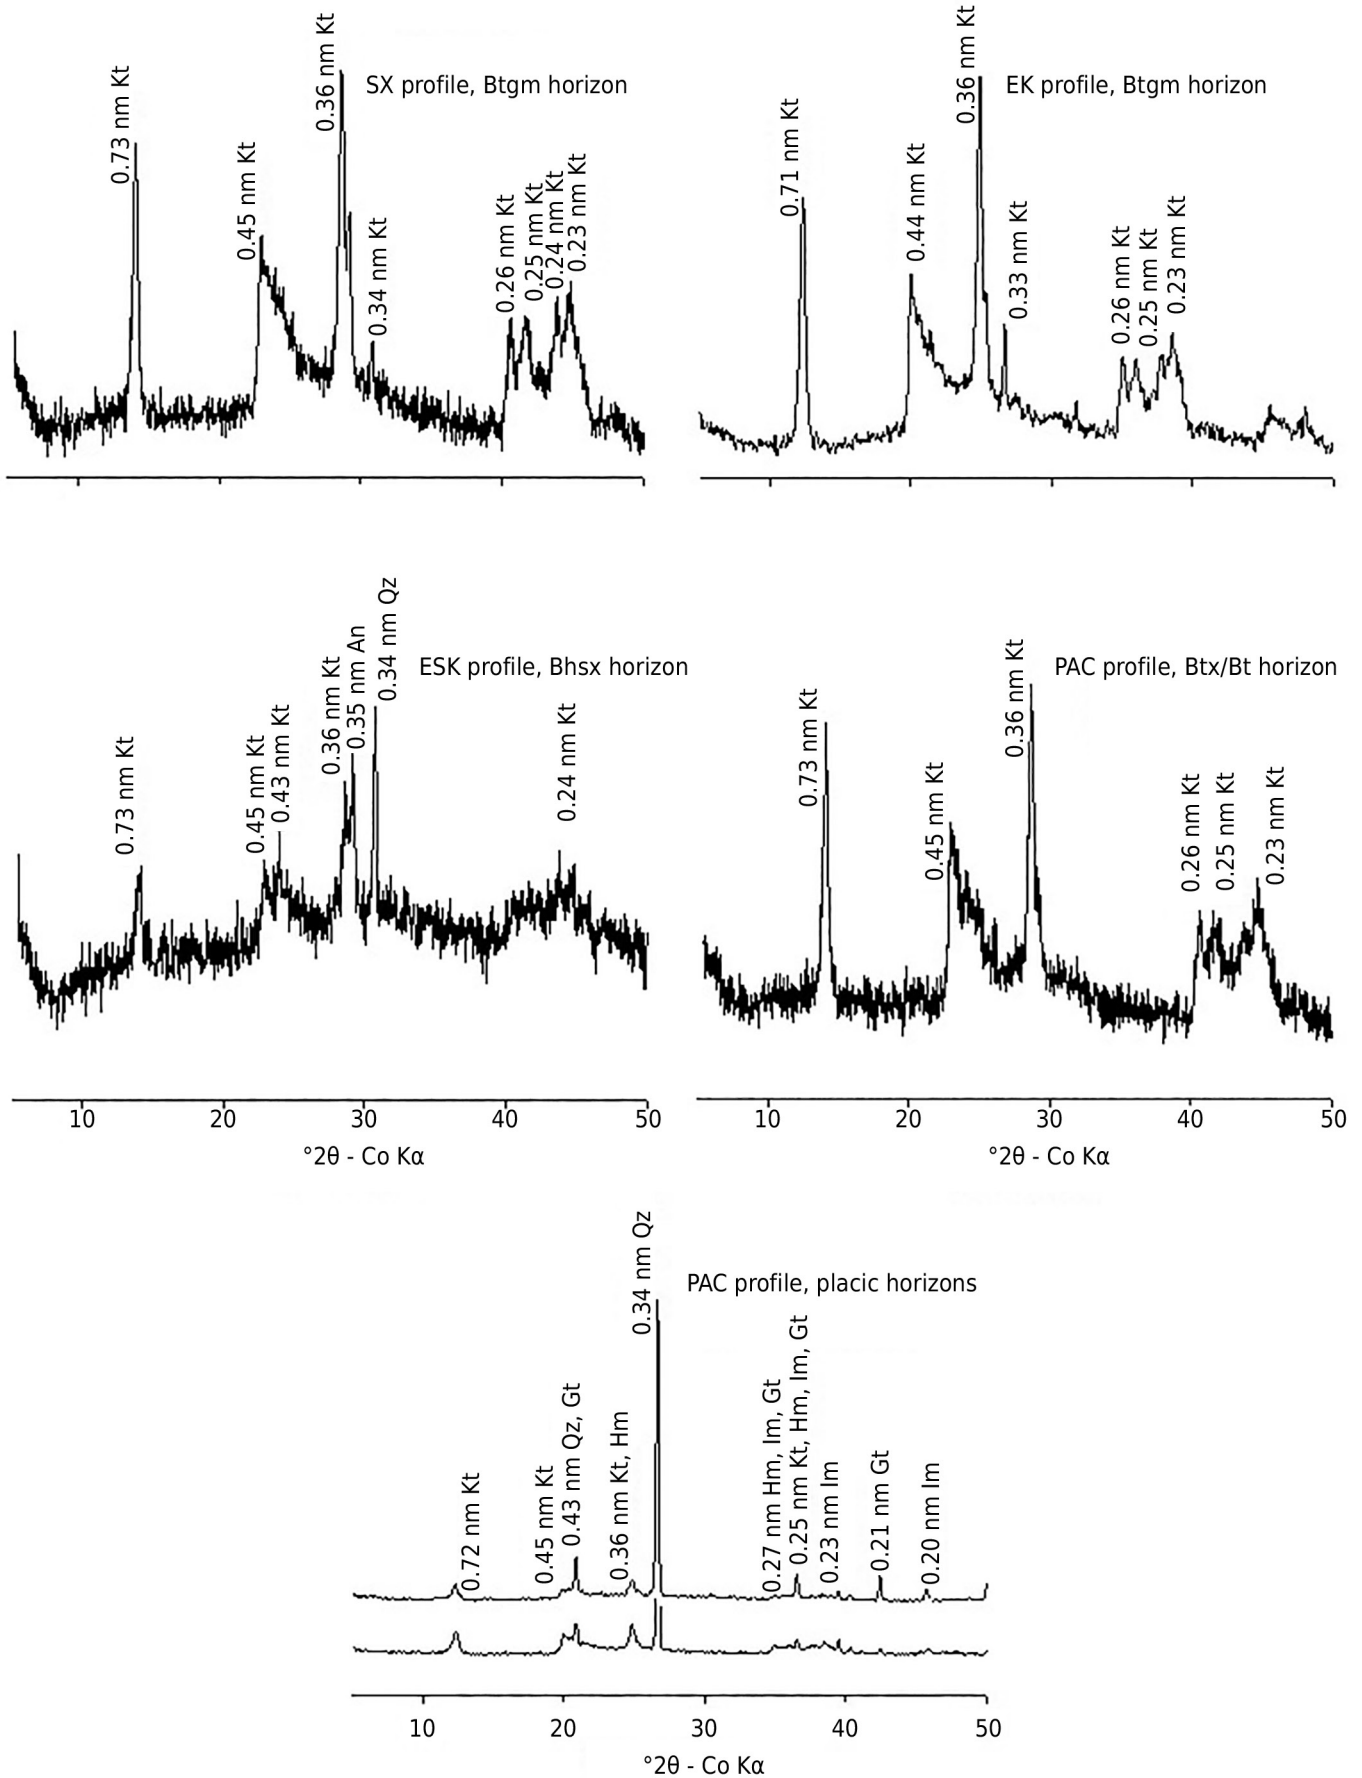 SX profile, Btgm horizon
0.73 nm Kt
0.45 nm Kt
0.36 nm Kt
0.34 nm Kt
0.26 nm Kt
0.25 nm Kt
0.24 nm Kt
0.23 nm Kt
EK profile, Btgm horizon
0.71 nm Kt
0.44 nm Kt
0.36 nm Kt
0.33 nm Kt
0.26 nm Kt
0.25 nm Kt
0.23 nm Kt
ESK profile, Bhsx horizon
0.73 nm Kt
0.45 nm Kt
0.43 nm Kt
0.36 nm Kt
0.35 nm An
0.34 nm Qz
0.24 nm Kt
10 20 30 40 50
°2θ - Co Kα
PAC profile, Btx/Bt horizon
0.73 nm Kt
0.45 nm Kt
0.36 nm Kt
0.26 nm Kt
0.25 nm Kt
0.23 nm Kt
10 20 30 40 50
°2θ - Co Kα
PAC profile, placic horizons
0.72 nm Kt
0.45 nm Kt
0.43 nm Qz, Gt
0.36 nm Kt, Hm
0.34 nm Qz
0.27 nm Hm, Im, Gt
0.25 nm Kt, Hm, Im, Gt
0.23 nm Im
0.21 nm Gt
0.20 nm Im
10 20 30 40 50
°2θ - Co Kα